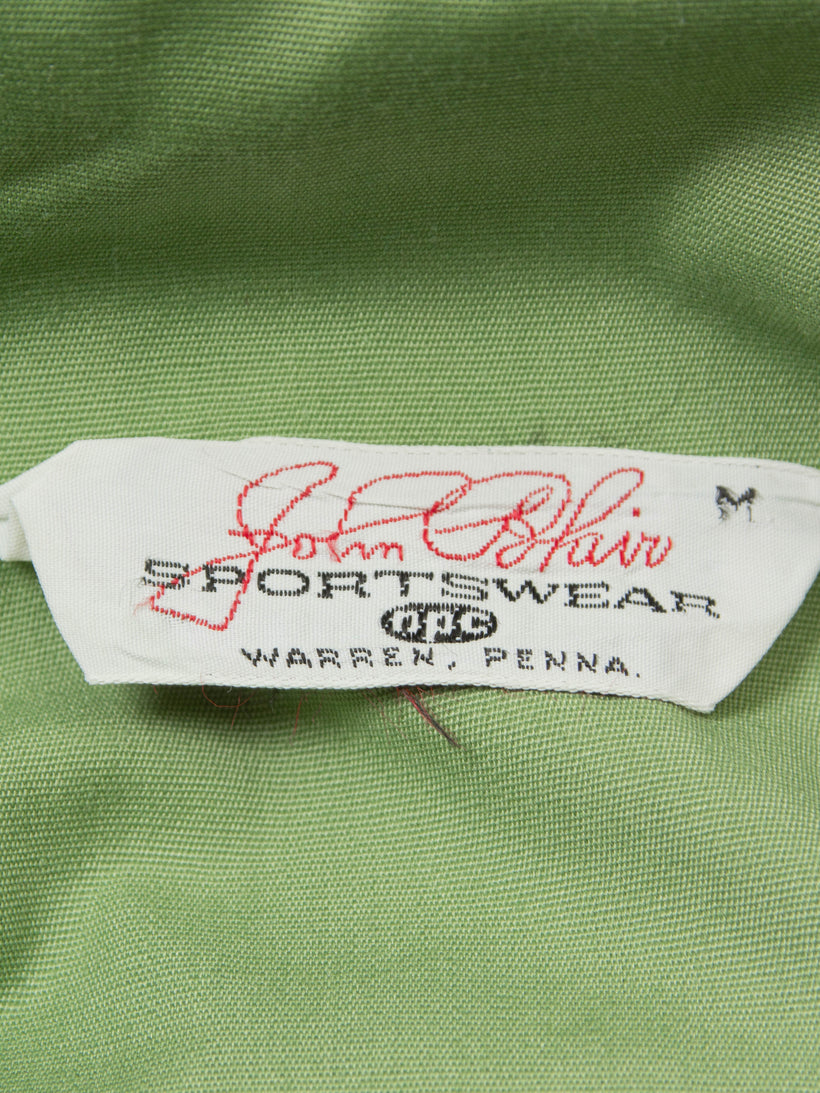 John Blair
M
SPORTSWEAR
WARREN, PENNA.